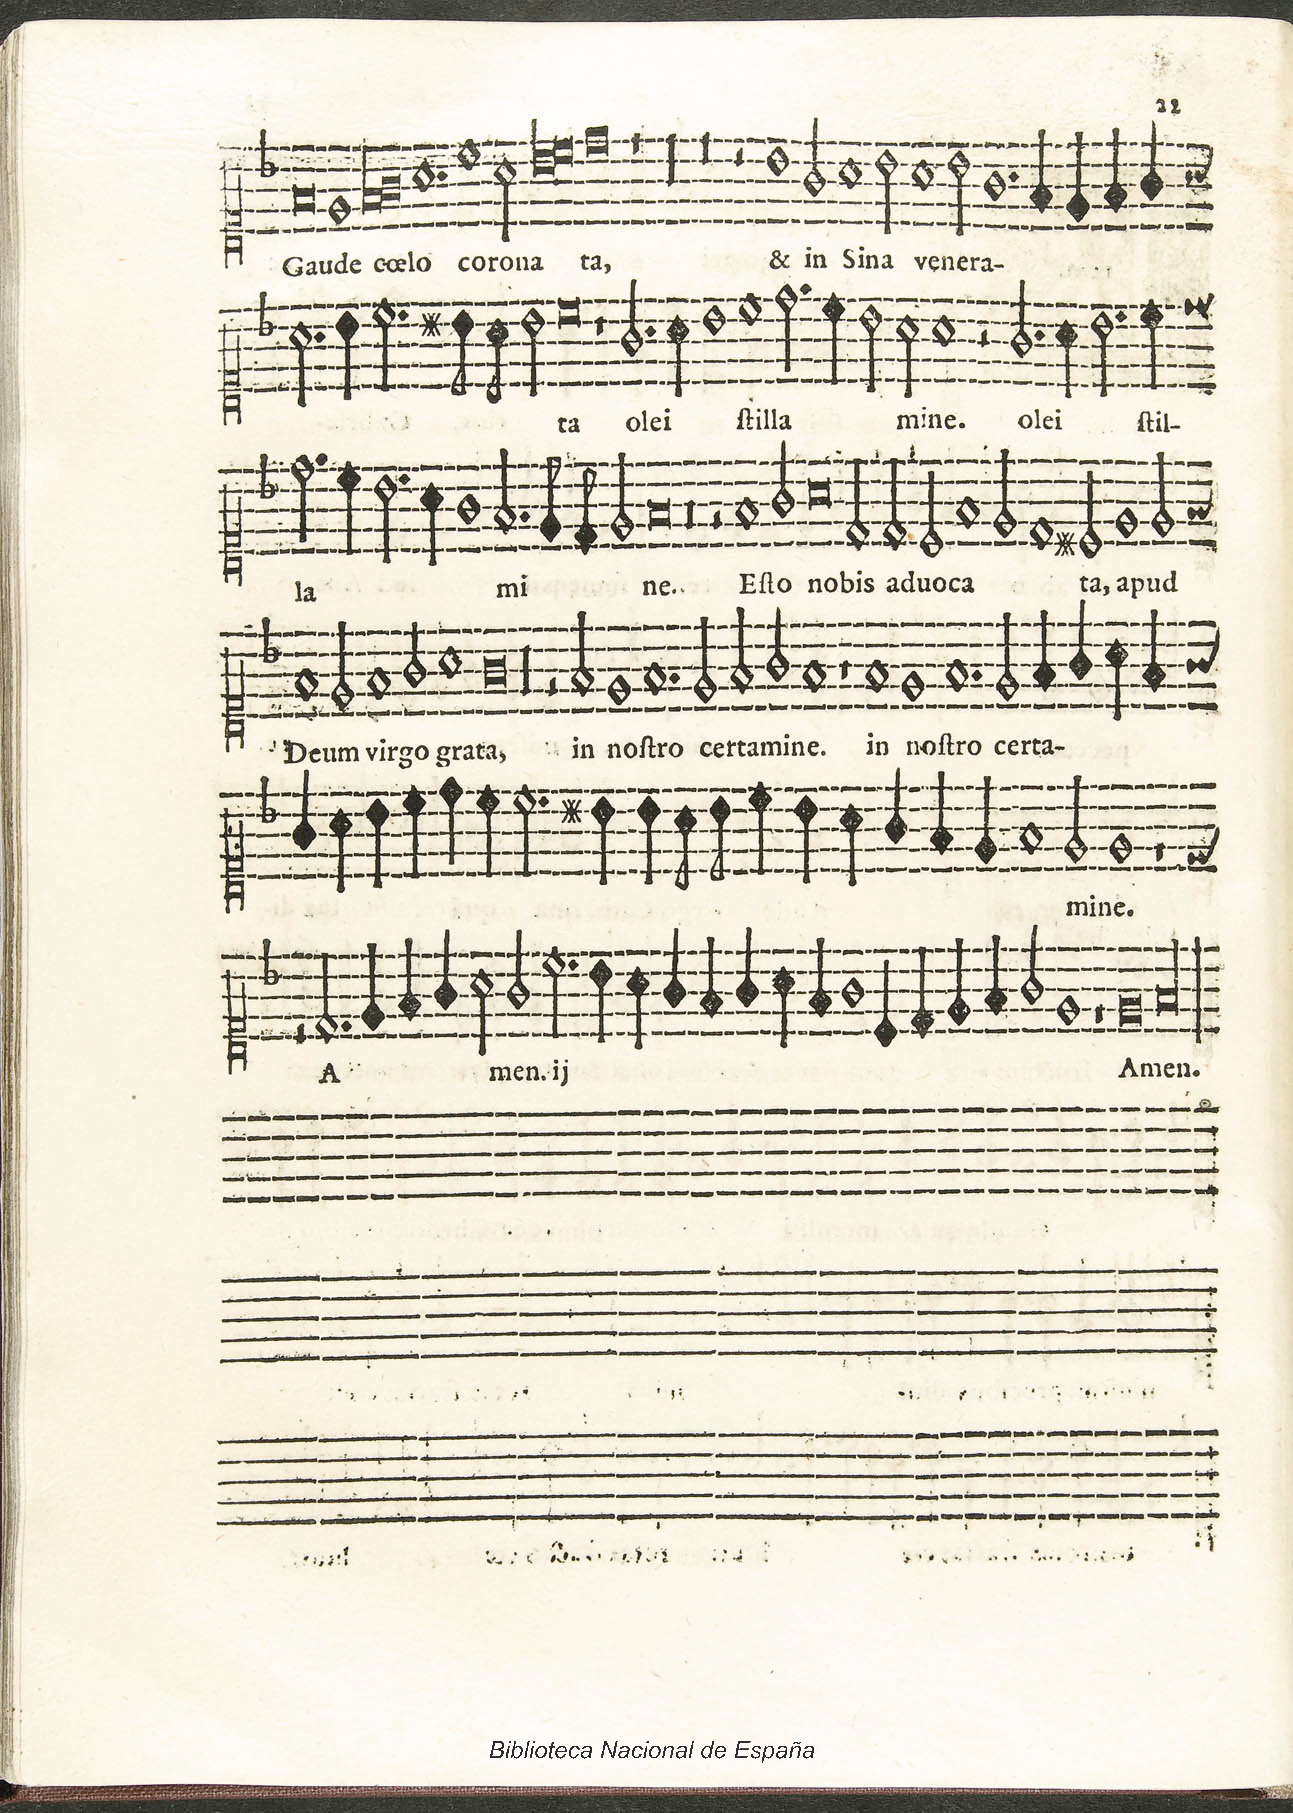 22
Gaude cœlo corona ta, & in Sina venera-
ta olei ſtilla mine. olei ſtil-
la mi ne. Eſto nobis aduoca ta, apud
Deum virgo grata, in noſtro certamine. in noſtro certa-
mine.
A men. ij Amen.
Biblioteca Nacional de España